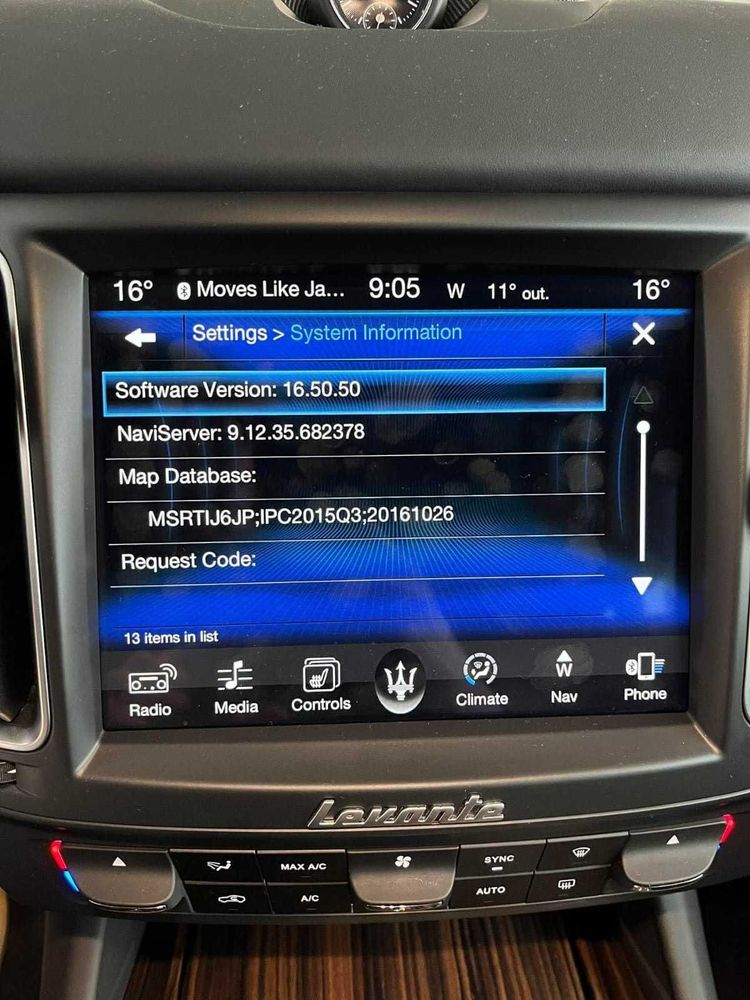 16° Moves Like Ja... 9:05 W 11° out. 16°
Settings > System Information
Software Version: 16.50.50
NaviServer: 9.12.35.682378
Map Database:
MSRTIJ6JP;IPC2015Q3;20161026
Request Code:
13 items in list
Radio Media Controls Climate W Nav Phone
Levante
MAX A/C SYNC
A/C AUTO